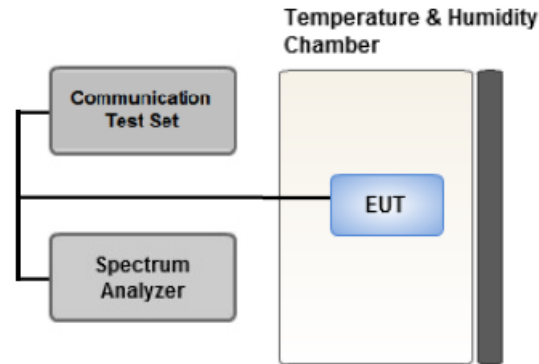 Temperature & Humidity
Chamber
Communication
Test Set
EUT
Spectrum
Analyzer